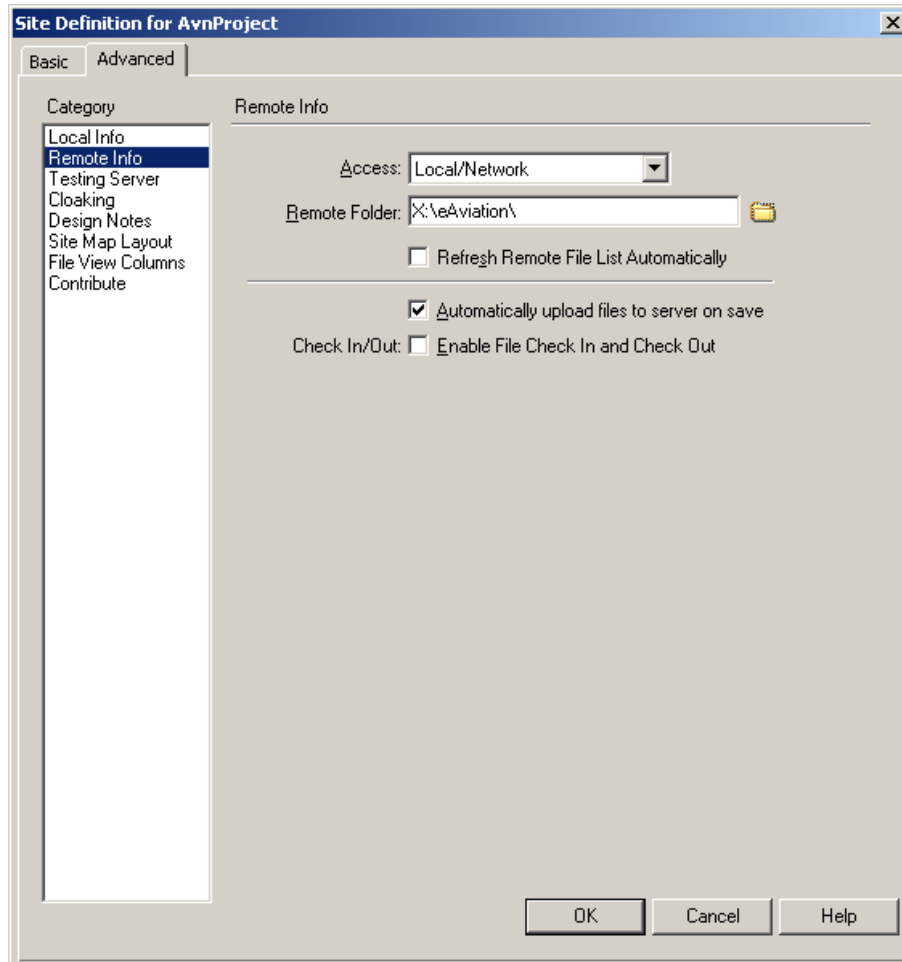 Site Definition for AvnProject
Basic
Advanced
Category
Local Info
Remote Info
Testing Server
Cloaking
Design Notes
Site Map Layout
File View Columns
Contribute
Remote Info
Access: Local/Network
Remote Folder: X:\eAviation\
Refresh Remote File List Automatically
Automatically upload files to server on save
Check In/Out: Enable File Check In and Check Out
OK
Cancel
Help